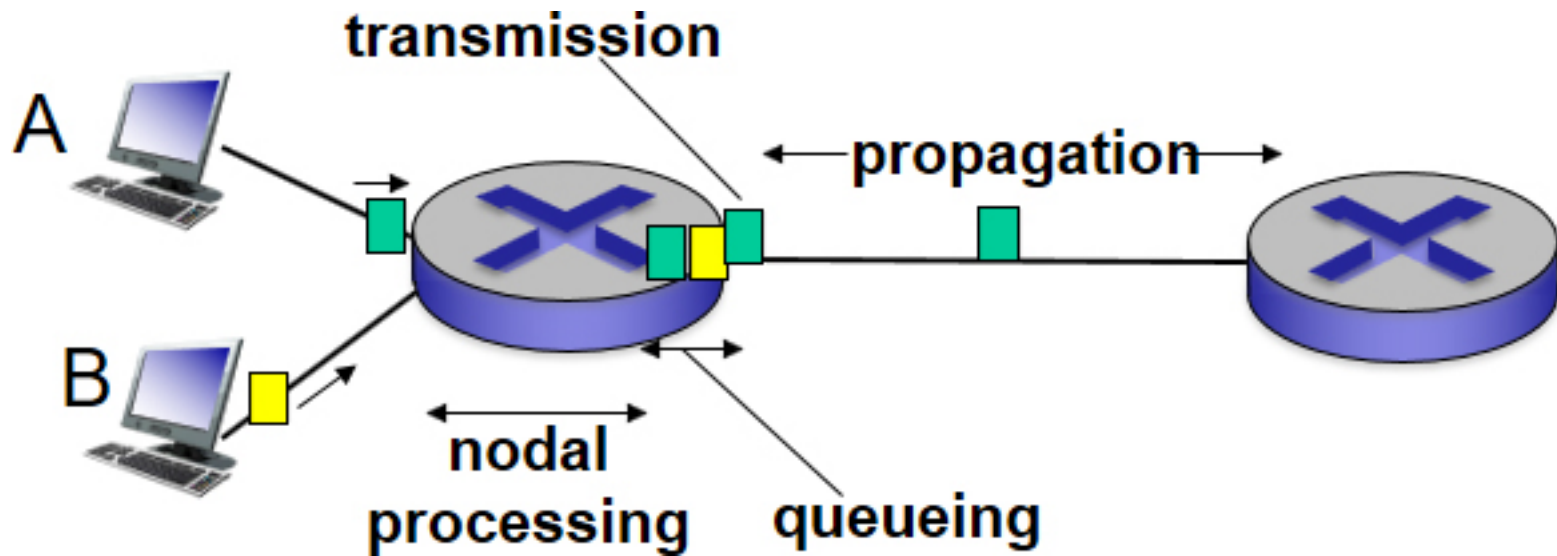 transmission
A
propagation
B
nodal
processing
queueing